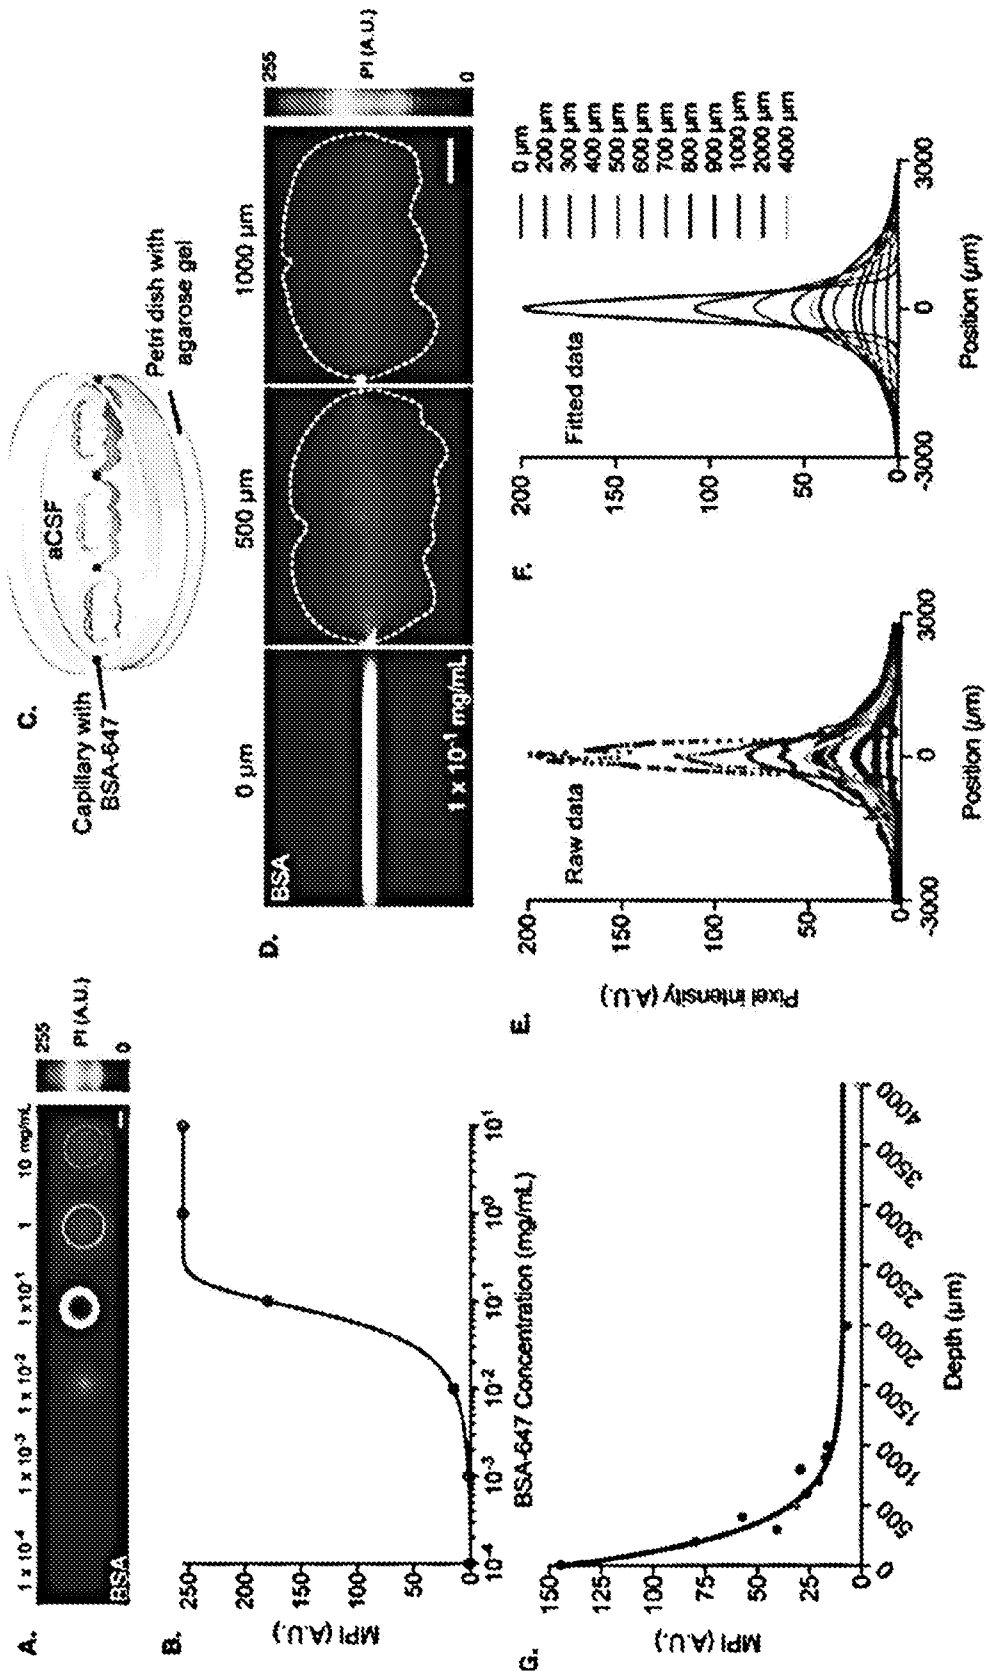 A.
1 x 10-4 1 x 10-3 1 x 10-2 1 x10-1 1 10 mg/mL
BSA
255
PI (A.U.)
0
B.
MPI (A.U.)
250
200
150
100
50
0
10-4 10-3 10-2 10-1 100 101
BSA-647 Concentration (mg/mL)
C.
Capillary with
BSA-647
aCSF
Petri dish with
agarose gel
D.
0 µm 500 µm 1000 µm
BSA
1 x 10-1 mg/mL
255
PI (A.U.)
0
E.
Pixel intensity (A.U.)
200
150
100
50
0
Raw data
-3000 0 3000
Position (µm)
F.
200
150
100
50
0
Fitted data
-3000 0 3000
Position (µm)
0 µm
200 µm
300 µm
400 µm
500 µm
600 µm
700 µm
800 µm
900 µm
1000 µm
2000 µm
4000 µm
G.
MPI (A.U.)
150
125
100
75
50
25
0
0 500 1000 1500 2000 2500 3000 3500 4000
Depth (µm)